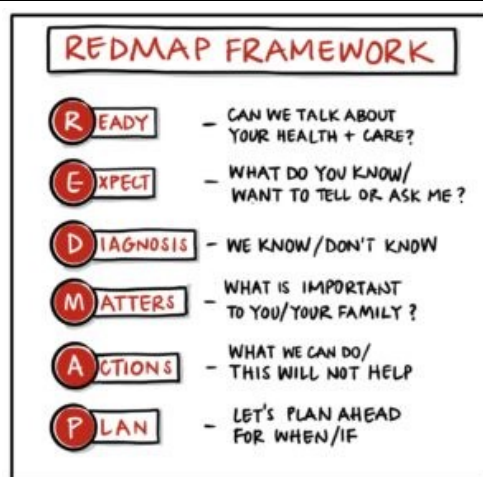 REDMAP FRAMEWORK
READY – CAN WE TALK ABOUT
YOUR HEALTH + CARE?
EXPECT – WHAT DO YOU KNOW/
WANT TO TELL OR ASK ME?
DIAGNOSIS – WE KNOW/DON'T KNOW
MATTERS – WHAT IS IMPORTANT
TO YOU/YOUR FAMILY?
ACTIONS – WHAT WE CAN DO/
THIS WILL NOT HELP
PLAN – LET'S PLAN AHEAD
FOR WHEN/IF